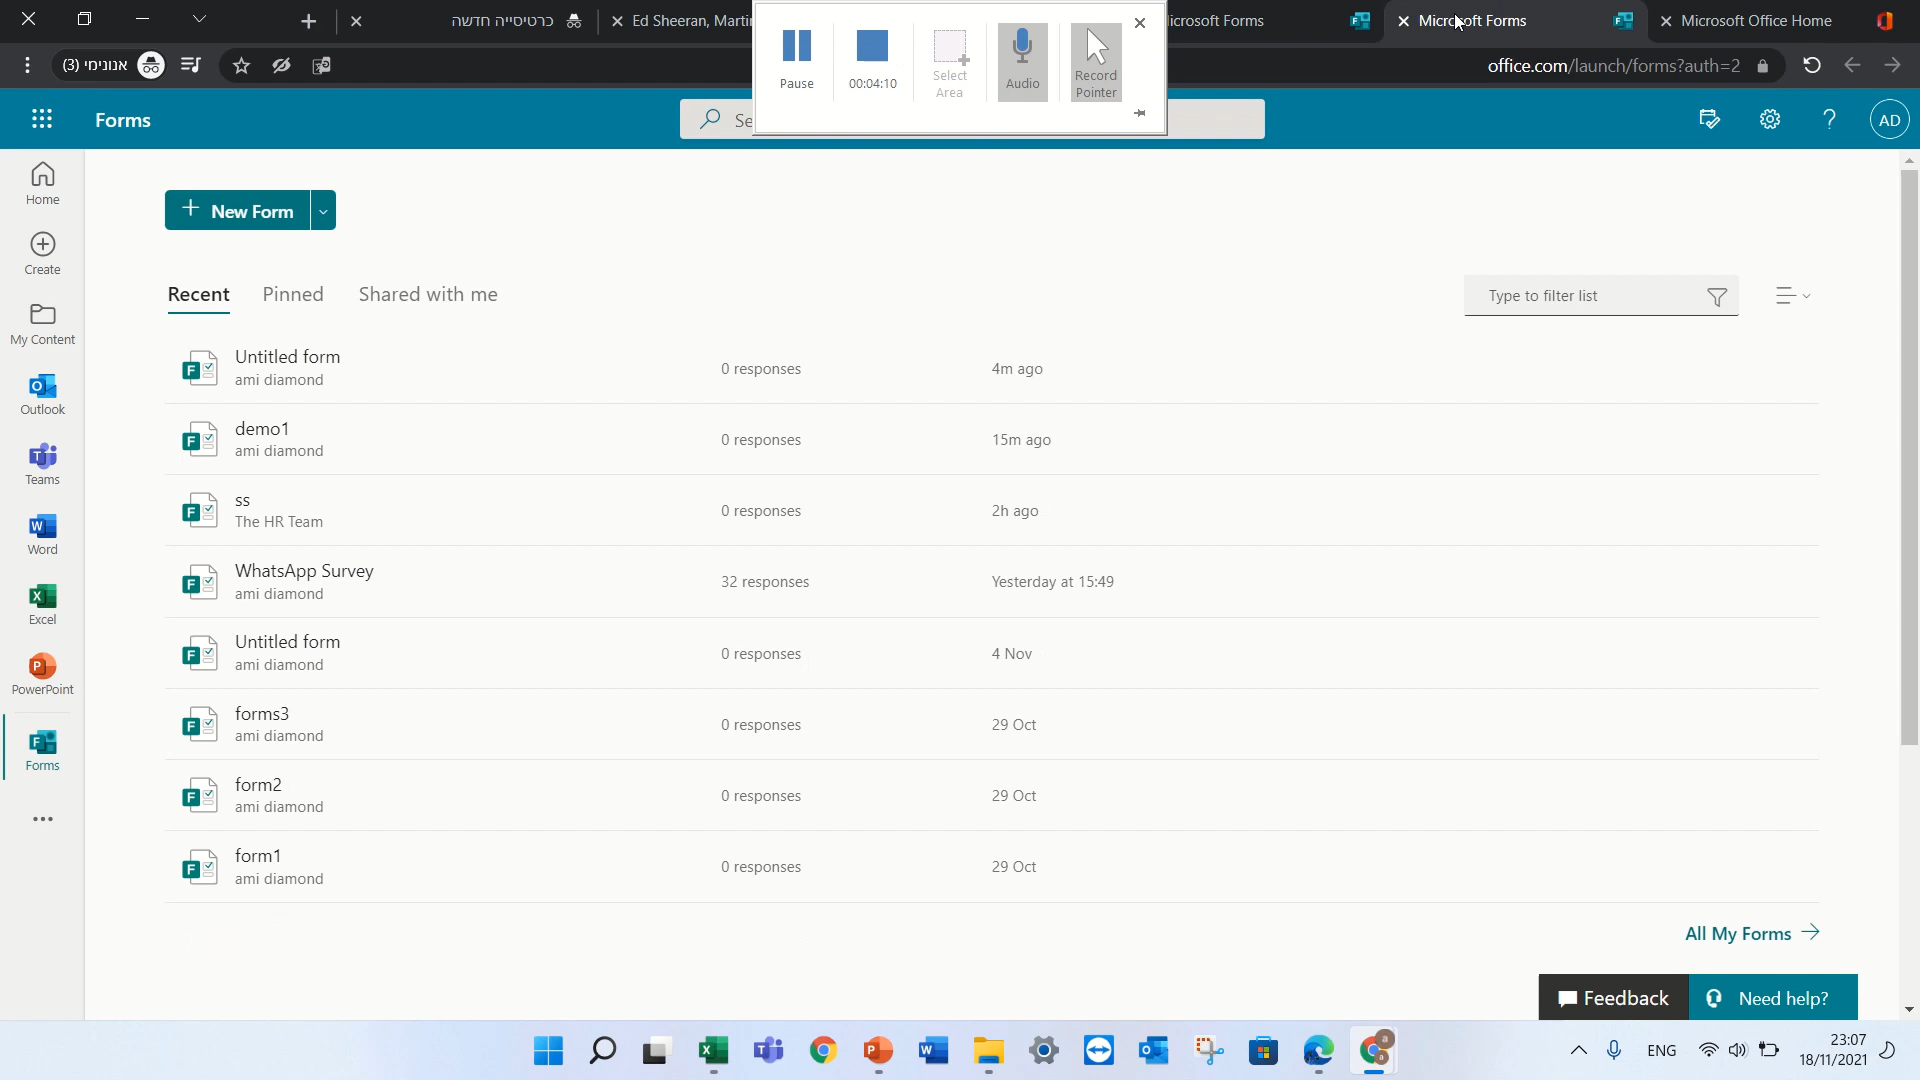 כרטיסייה חדשה
Ed Sheeran, Martin
icrosoft Forms
Microsoft Forms
Microsoft Office Home
אנונימי (3)
office.com/launch/forms?auth=2
Pause
00:04:10
Select
Area
Audio
Record
Pointer
Forms
Se
AD
Home
Create
My Content
Outlook
Teams
Word
Excel
PowerPoint
Forms
New Form
Recent
Pinned
Shared with me
Type to filter list
Untitled form
ami diamond
0 responses
4m ago
demo1
ami diamond
0 responses
15m ago
ss
The HR Team
0 responses
2h ago
WhatsApp Survey
ami diamond
32 responses
Yesterday at 15:49
Untitled form
ami diamond
0 responses
4 Nov
forms3
ami diamond
0 responses
29 Oct
form2
ami diamond
0 responses
29 Oct
form1
ami diamond
0 responses
29 Oct
All My Forms
Feedback
Need help?
ENG
23:07
18/11/2021